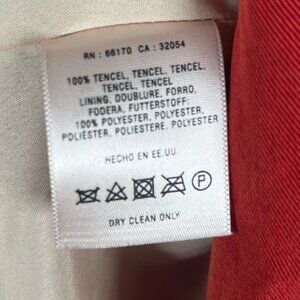 RN : 66170 CA : 32054
100% TENCEL, TENCEL, TENCEL,
TENCEL, TENCEL
LINING, DOUBLURE, FORRO,
FODERA, FUTTERSTOFF:
100% POLYESTER, POLYESTER,
POLIÉSTER, POLIESTERE, POLYESTER
HECHO EN EE.UU.
P
DRY CLEAN ONLY